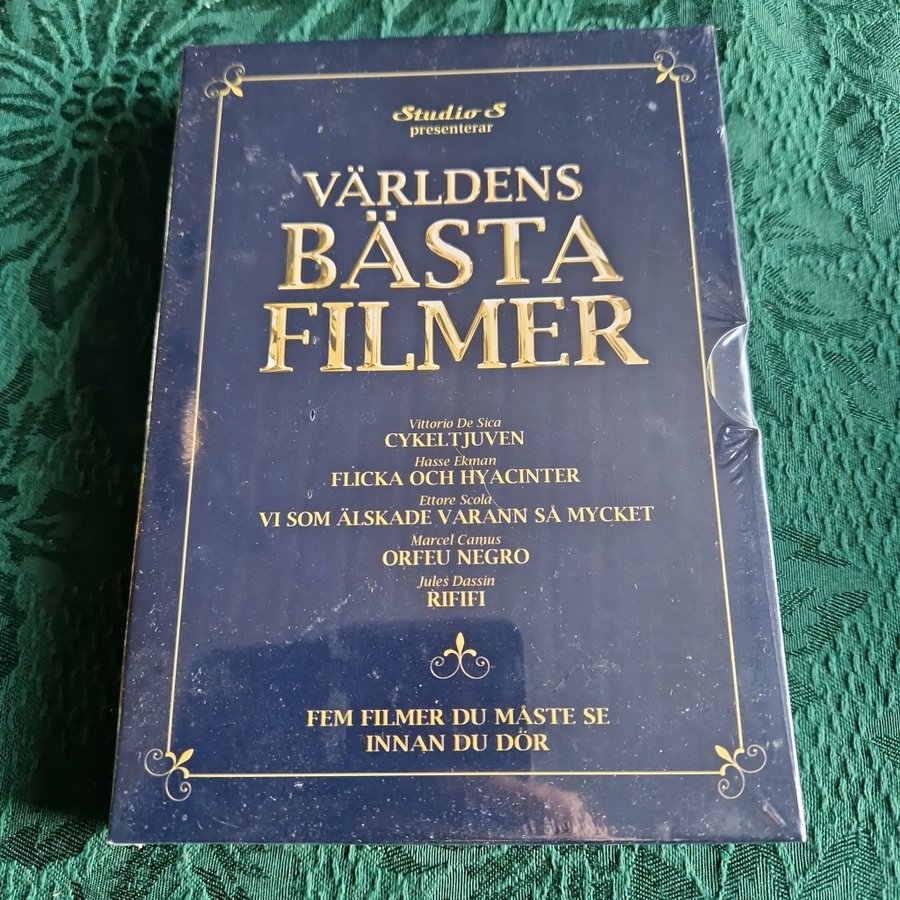 Studio S
presenterar
VÄRLDENS
BÄSTA
FILMER
Vittorio De Sica
CYKELTJUVEN
Hasse Ekman
FLICKA OCH HYACINTER
Ettore Scola
VI SOM ÄLSKADE VARANN SÅ MYCKET
Marcel Camus
ORFEU NEGRO
Jules Dassin
RIFIFI
FEM FILMER DU MÅSTE SE
INNAN DU DÖR